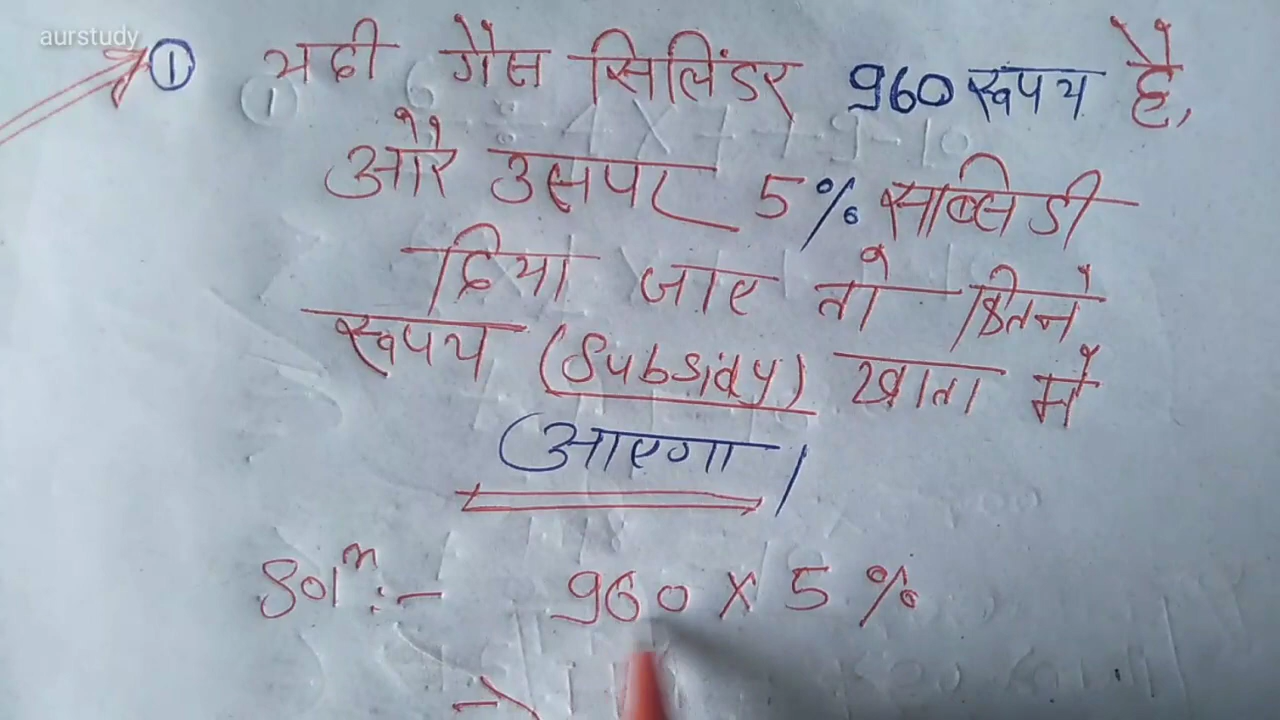 aurstudy
① यदी गैस सिलिंडर 960 रूपय है,
और उसपर 5% सब्सिडी
दिया जाए तो कितने
रूपय (Subsidy) खाता में
आएगा।
Solⁿ:- 960 × 5 %
→